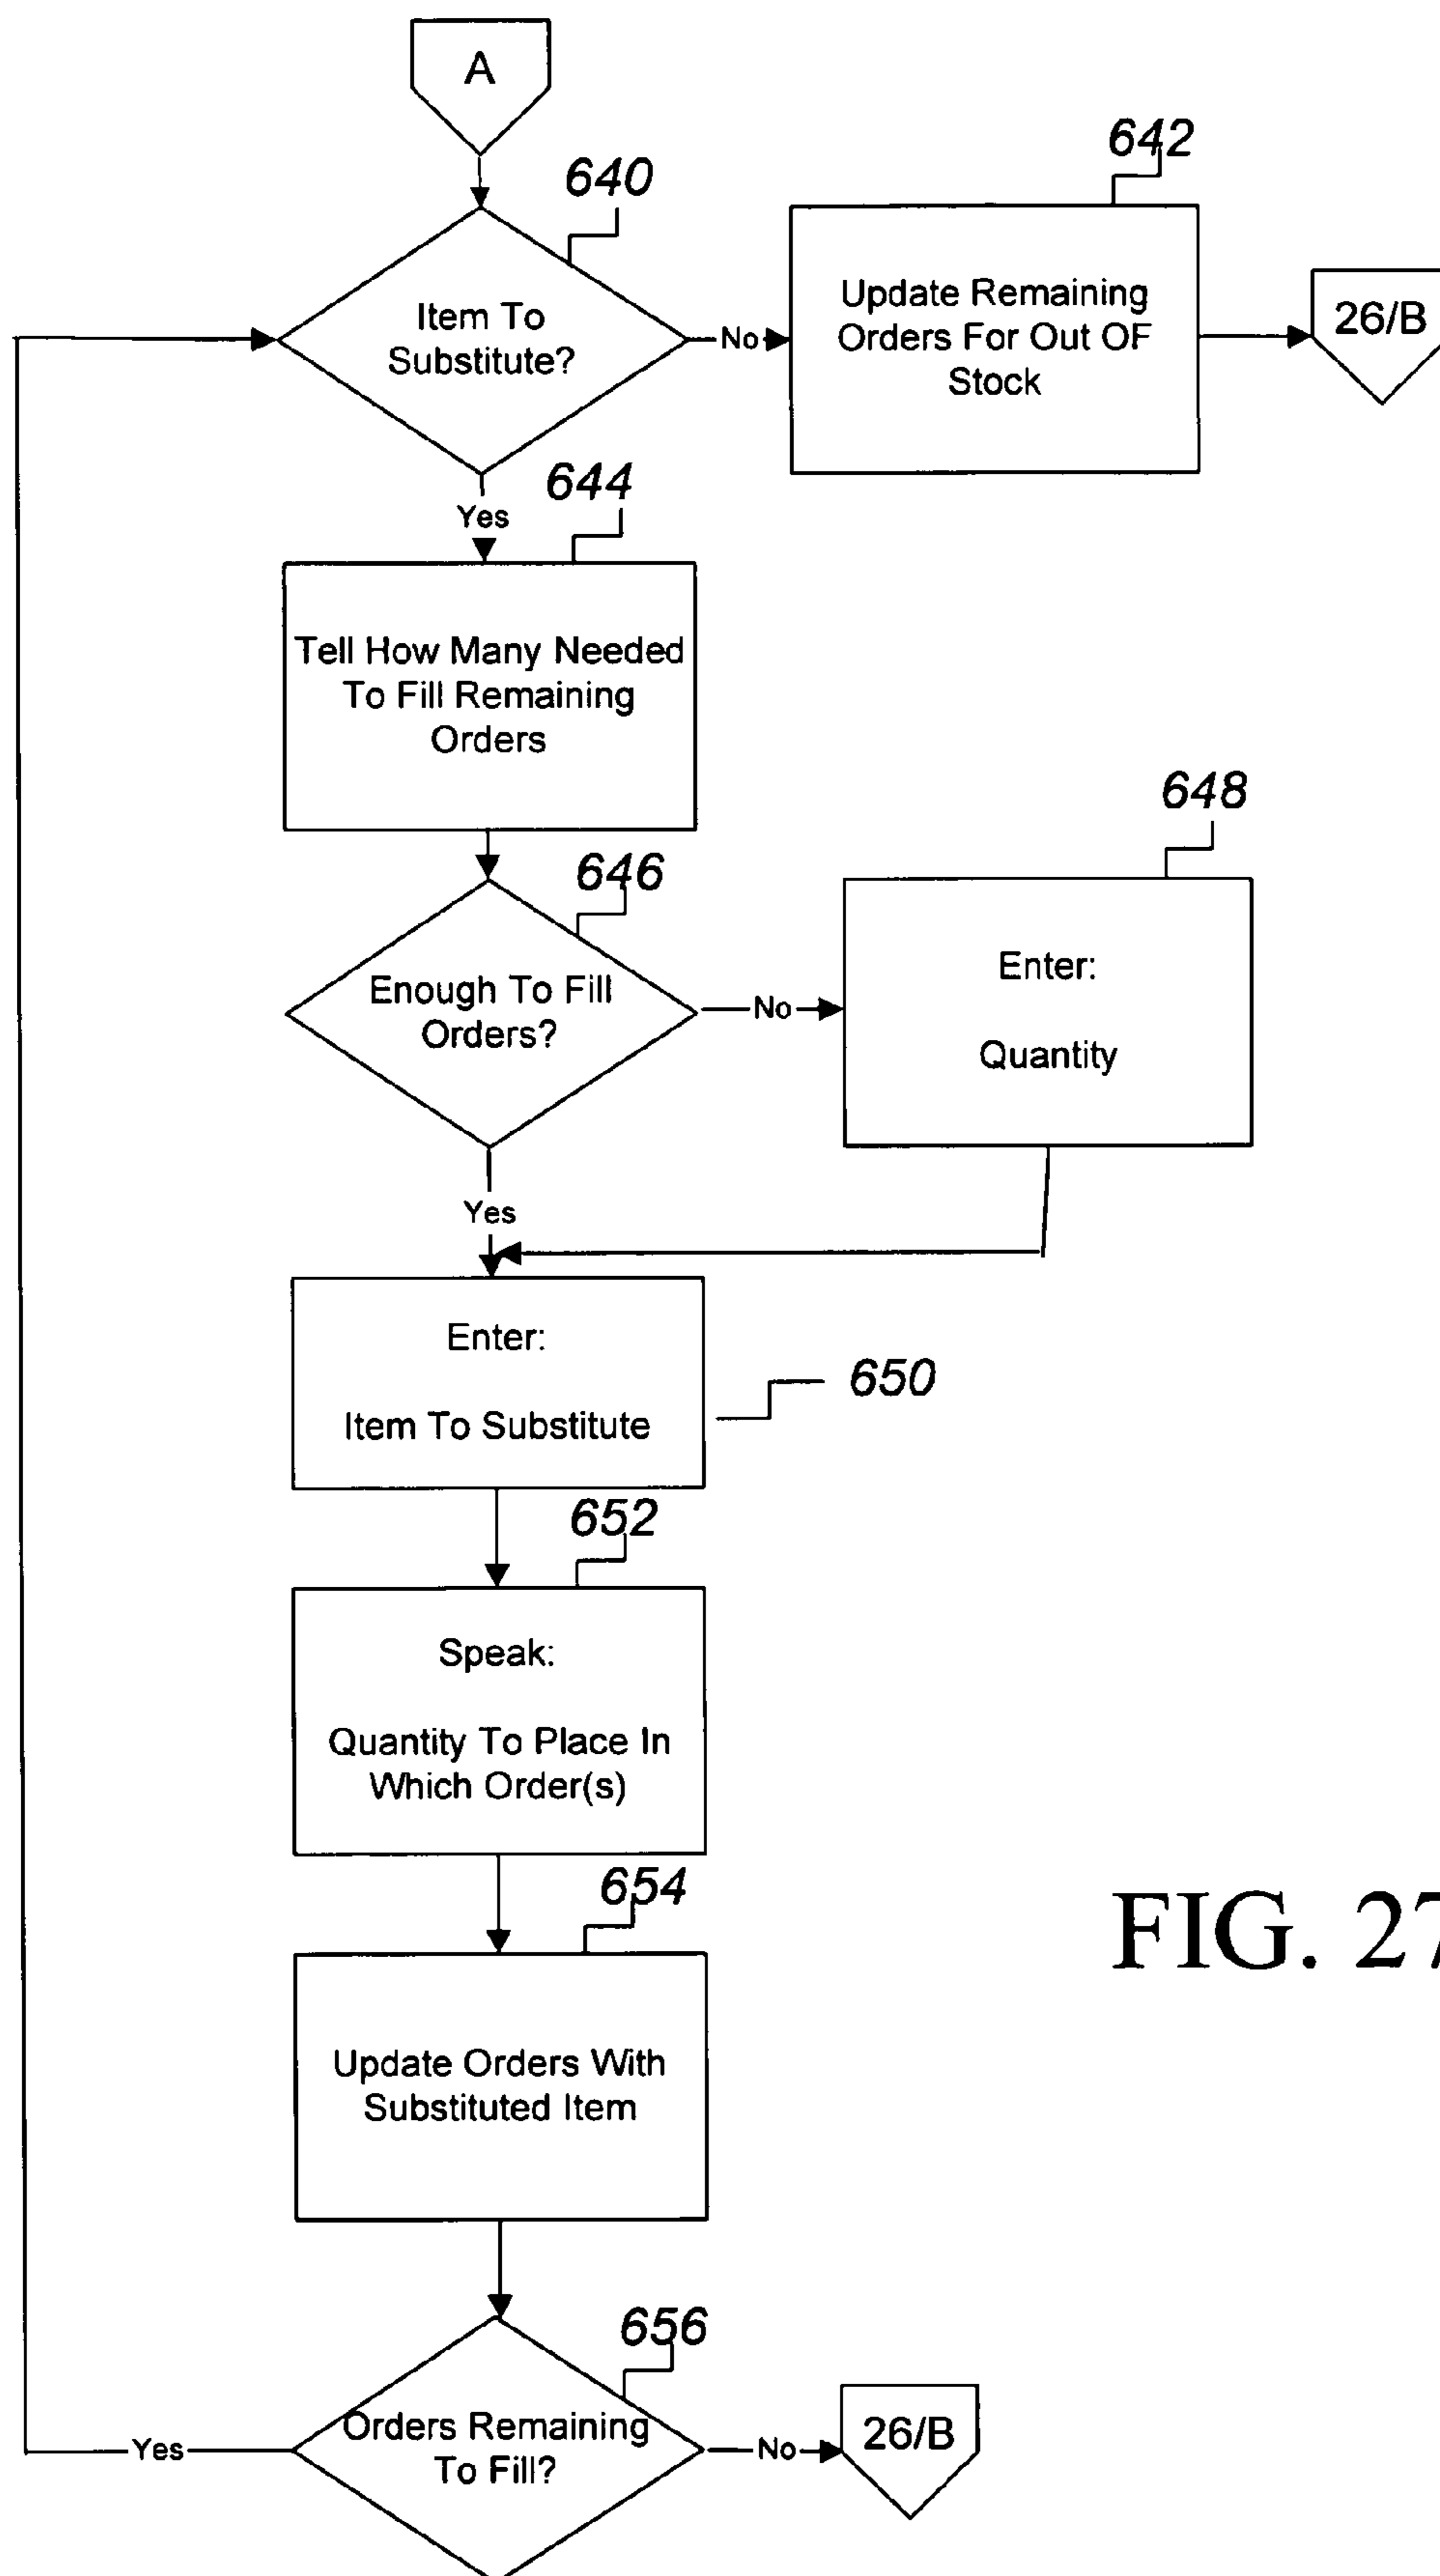 A
640
642
Item To
Substitute?
No
Update Remaining
Orders For Out OF
Stock
26/B
644
Yes
Tell How Many Needed
To Fill Remaining
Orders
646
648
Enough To Fill
Orders?
No
Enter:
Quantity
Yes
Enter:
Item To Substitute
650
652
Speak:
Quantity To Place In
Which Order(s)
654
FIG. 27
Update Orders With
Substituted Item
656
Orders Remaining
To Fill?
Yes
No
26/B